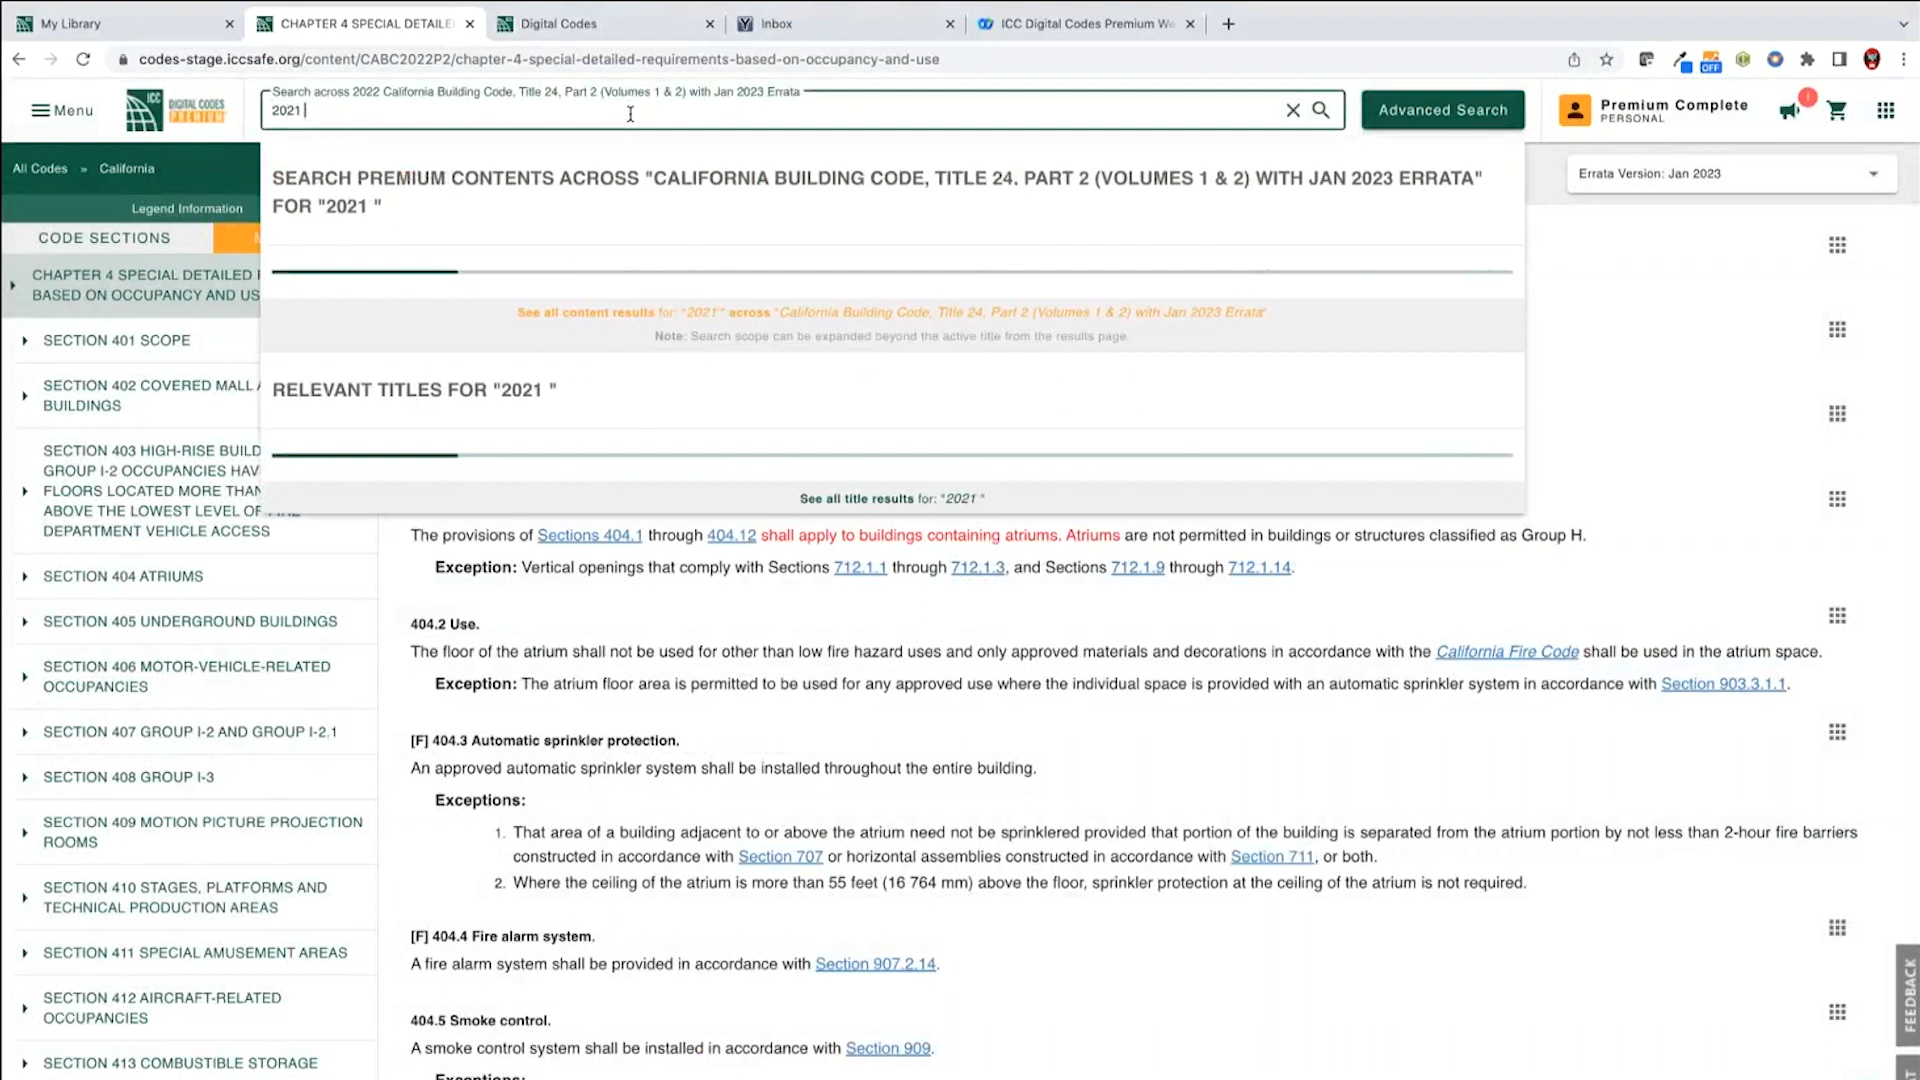 My Library
CHAPTER 4 SPECIAL DETAILE
Digital Codes
Inbox
ICC Digital Codes Premium We
codes-stage.iccsafe.org/content/CABC2022P2/chapter-4-special-detailed-requirements-based-on-occupancy-and-use
OFF
Menu
ICC
DIGITAL CODES
PREMIUM
Search across 2022 California Building Code, Title 24, Part 2 (Volumes 1 & 2) with Jan 2023 Errata
2021
Advanced Search
Premium Complete
PERSONAL
!
All Codes » California
Legend Information
Errata Version: Jan 2023
SEARCH PREMIUM CONTENTS ACROSS "CALIFORNIA BUILDING CODE, TITLE 24. PART 2 (VOLUMES 1 & 2) WITH JAN 2023 ERRATA"
FOR "2021 "
See all content results for: "2021 " across "California Building Code, Title 24, Part 2 (Volumes 1 & 2) with Jan 2023 Errata"
Note: Search scope can be expanded beyond the active title from the results page.
RELEVANT TITLES FOR "2021 "
See all title results for: "2021 "
CODE SECTIONS
CHAPTER 4 SPECIAL DETAILED
BASED ON OCCUPANCY AND US
SECTION 401 SCOPE
SECTION 402 COVERED MALL A
BUILDINGS
SECTION 403 HIGH-RISE BUILD
GROUP I-2 OCCUPANCIES HAV
FLOORS LOCATED MORE THAN
ABOVE THE LOWEST LEVEL OF FIRE
DEPARTMENT VEHICLE ACCESS
SECTION 404 ATRIUMS
SECTION 405 UNDERGROUND BUILDINGS
SECTION 406 MOTOR-VEHICLE-RELATED
OCCUPANCIES
SECTION 407 GROUP I-2 AND GROUP I-2.1
SECTION 408 GROUP I-3
SECTION 409 MOTION PICTURE PROJECTION
ROOMS
SECTION 410 STAGES, PLATFORMS AND
TECHNICAL PRODUCTION AREAS
SECTION 411 SPECIAL AMUSEMENT AREAS
SECTION 412 AIRCRAFT-RELATED
OCCUPANCIES
SECTION 413 COMBUSTIBLE STORAGE
The provisions of Sections 404.1 through 404.12 shall apply to buildings containing atriums. Atriums are not permitted in buildings or structures classified as Group H.
Exception: Vertical openings that comply with Sections 712.1.1 through 712.1.3, and Sections 712.1.9 through 712.1.14.
404.2 Use.
The floor of the atrium shall not be used for other than low fire hazard uses and only approved materials and decorations in accordance with the California Fire Code shall be used in the atrium space.
Exception: The atrium floor area is permitted to be used for any approved use where the individual space is provided with an automatic sprinkler system in accordance with Section 903.3.1.1.
[F] 404.3 Automatic sprinkler protection.
An approved automatic sprinkler system shall be installed throughout the entire building.
Exceptions:
1. That area of a building adjacent to or above the atrium need not be sprinklered provided that portion of the building is separated from the atrium portion by not less than 2-hour fire barriers
constructed in accordance with Section 707 or horizontal assemblies constructed in accordance with Section 711, or both.
2. Where the ceiling of the atrium is more than 55 feet (16 764 mm) above the floor, sprinkler protection at the ceiling of the atrium is not required.
[F] 404.4 Fire alarm system.
A fire alarm system shall be provided in accordance with Section 907.2.14.
404.5 Smoke control.
A smoke control system shall be installed in accordance with Section 909.
Exceptions:
FEEDBACK